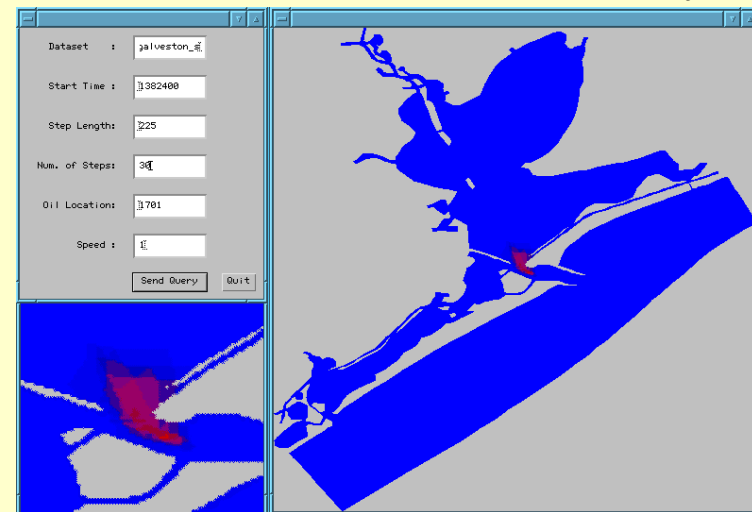 Dataset :
Start Time : 1382400
Step Length: 225
Num. of Steps: 30
Oil Location: 1701
Speed : 1
Send Query Quit